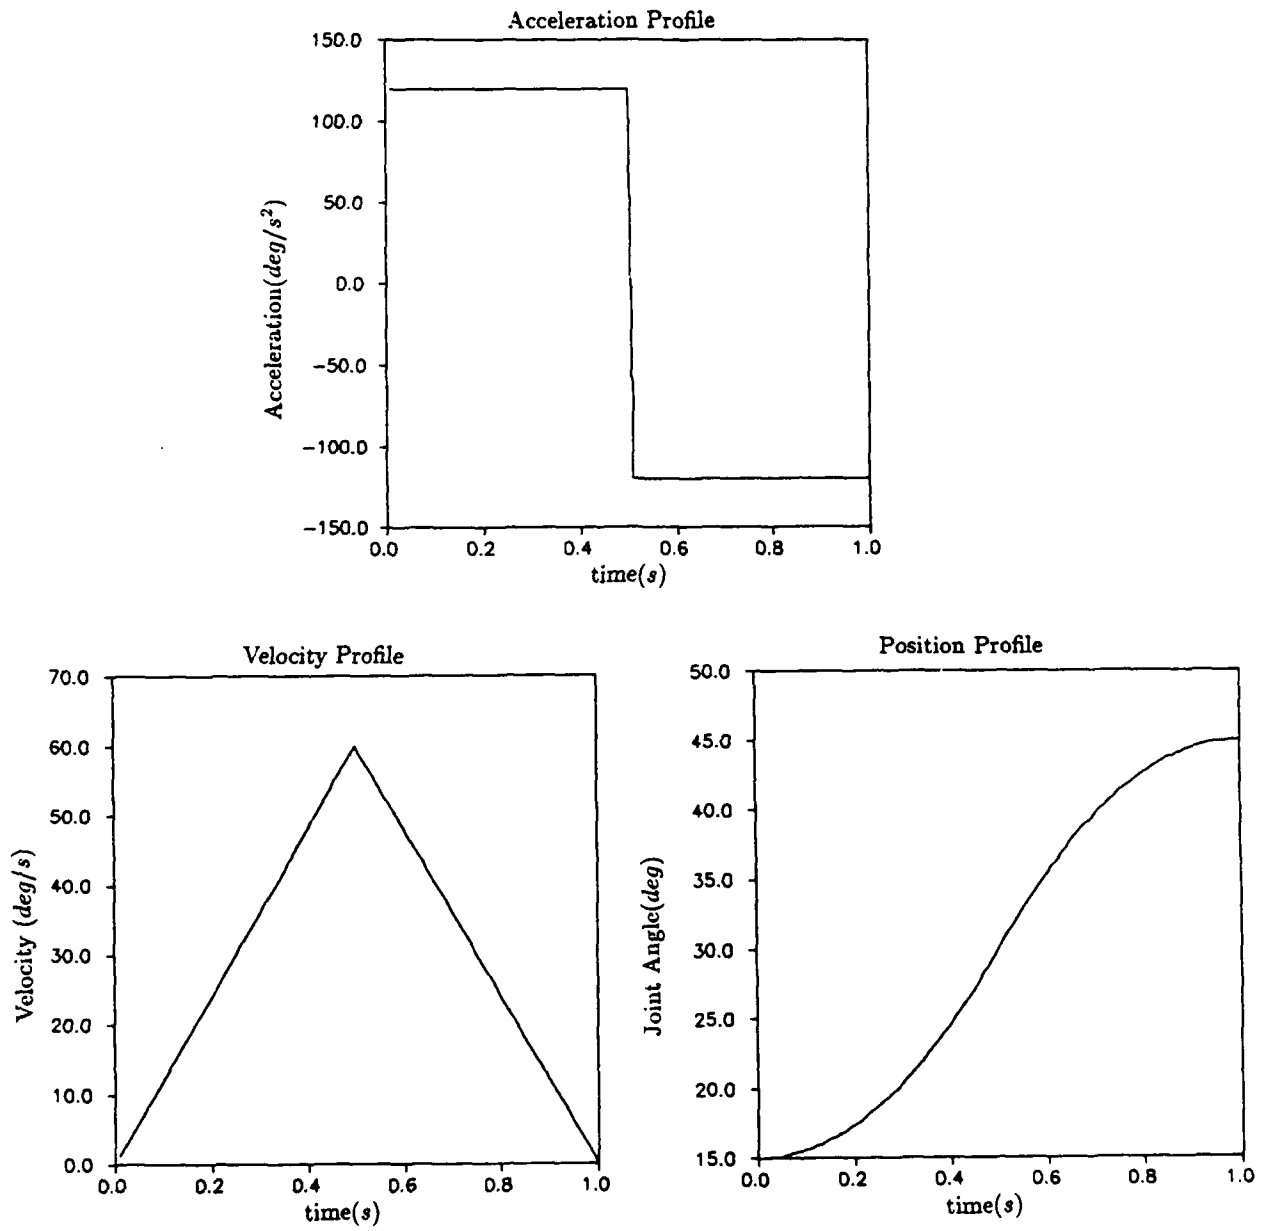 Acceleration Profile
150.0
100.0
50.0
0.0
−50.0
−100.0
−150.0
Acceleration(deg/s²)
0.0 0.2 0.4 0.6 0.8 1.0
time(s)
Velocity Profile
70.0
60.0
50.0
40.0
30.0
20.0
10.0
0.0
Velocity (deg/s)
0.0 0.2 0.4 0.6 0.8 1.0
time(s)
Position Profile
50.0
45.0
40.0
35.0
30.0
25.0
20.0
15.0
Joint Angle(deg)
0.0 0.2 0.4 0.6 0.8 1.0
time(s)